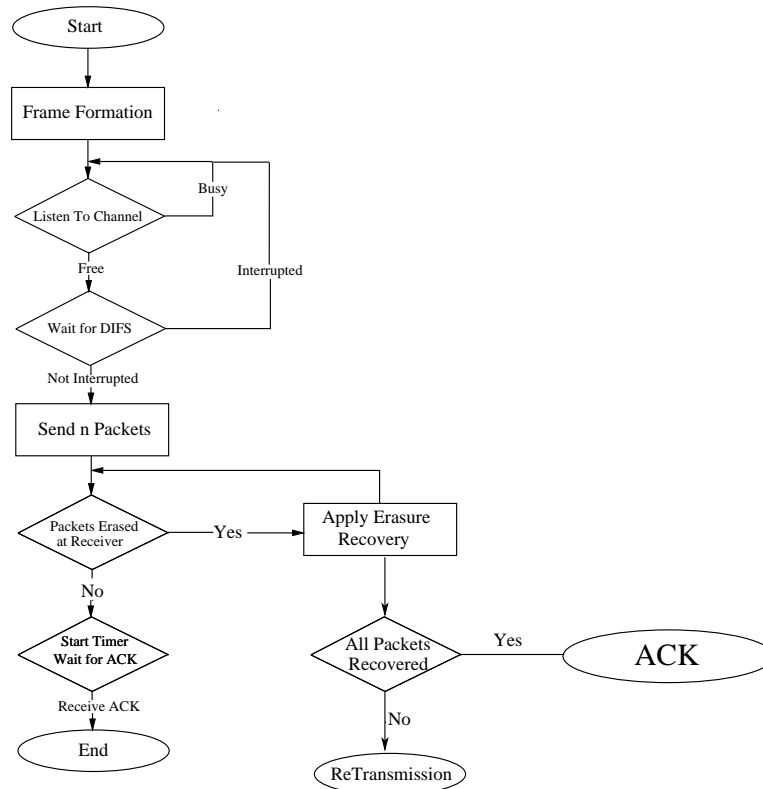 Start
Frame Formation
Busy
Listen To Channel
Free
Interrupted
Wait for DIFS
Not Interrupted
Send n Packets
Packets Erased
at Receiver
Yes
Apply Erasure
Recovery
No
Start Timer
Wait for ACK
All Packets
Recovered
Yes
ACK
Receive ACK
No
End
ReTransmission